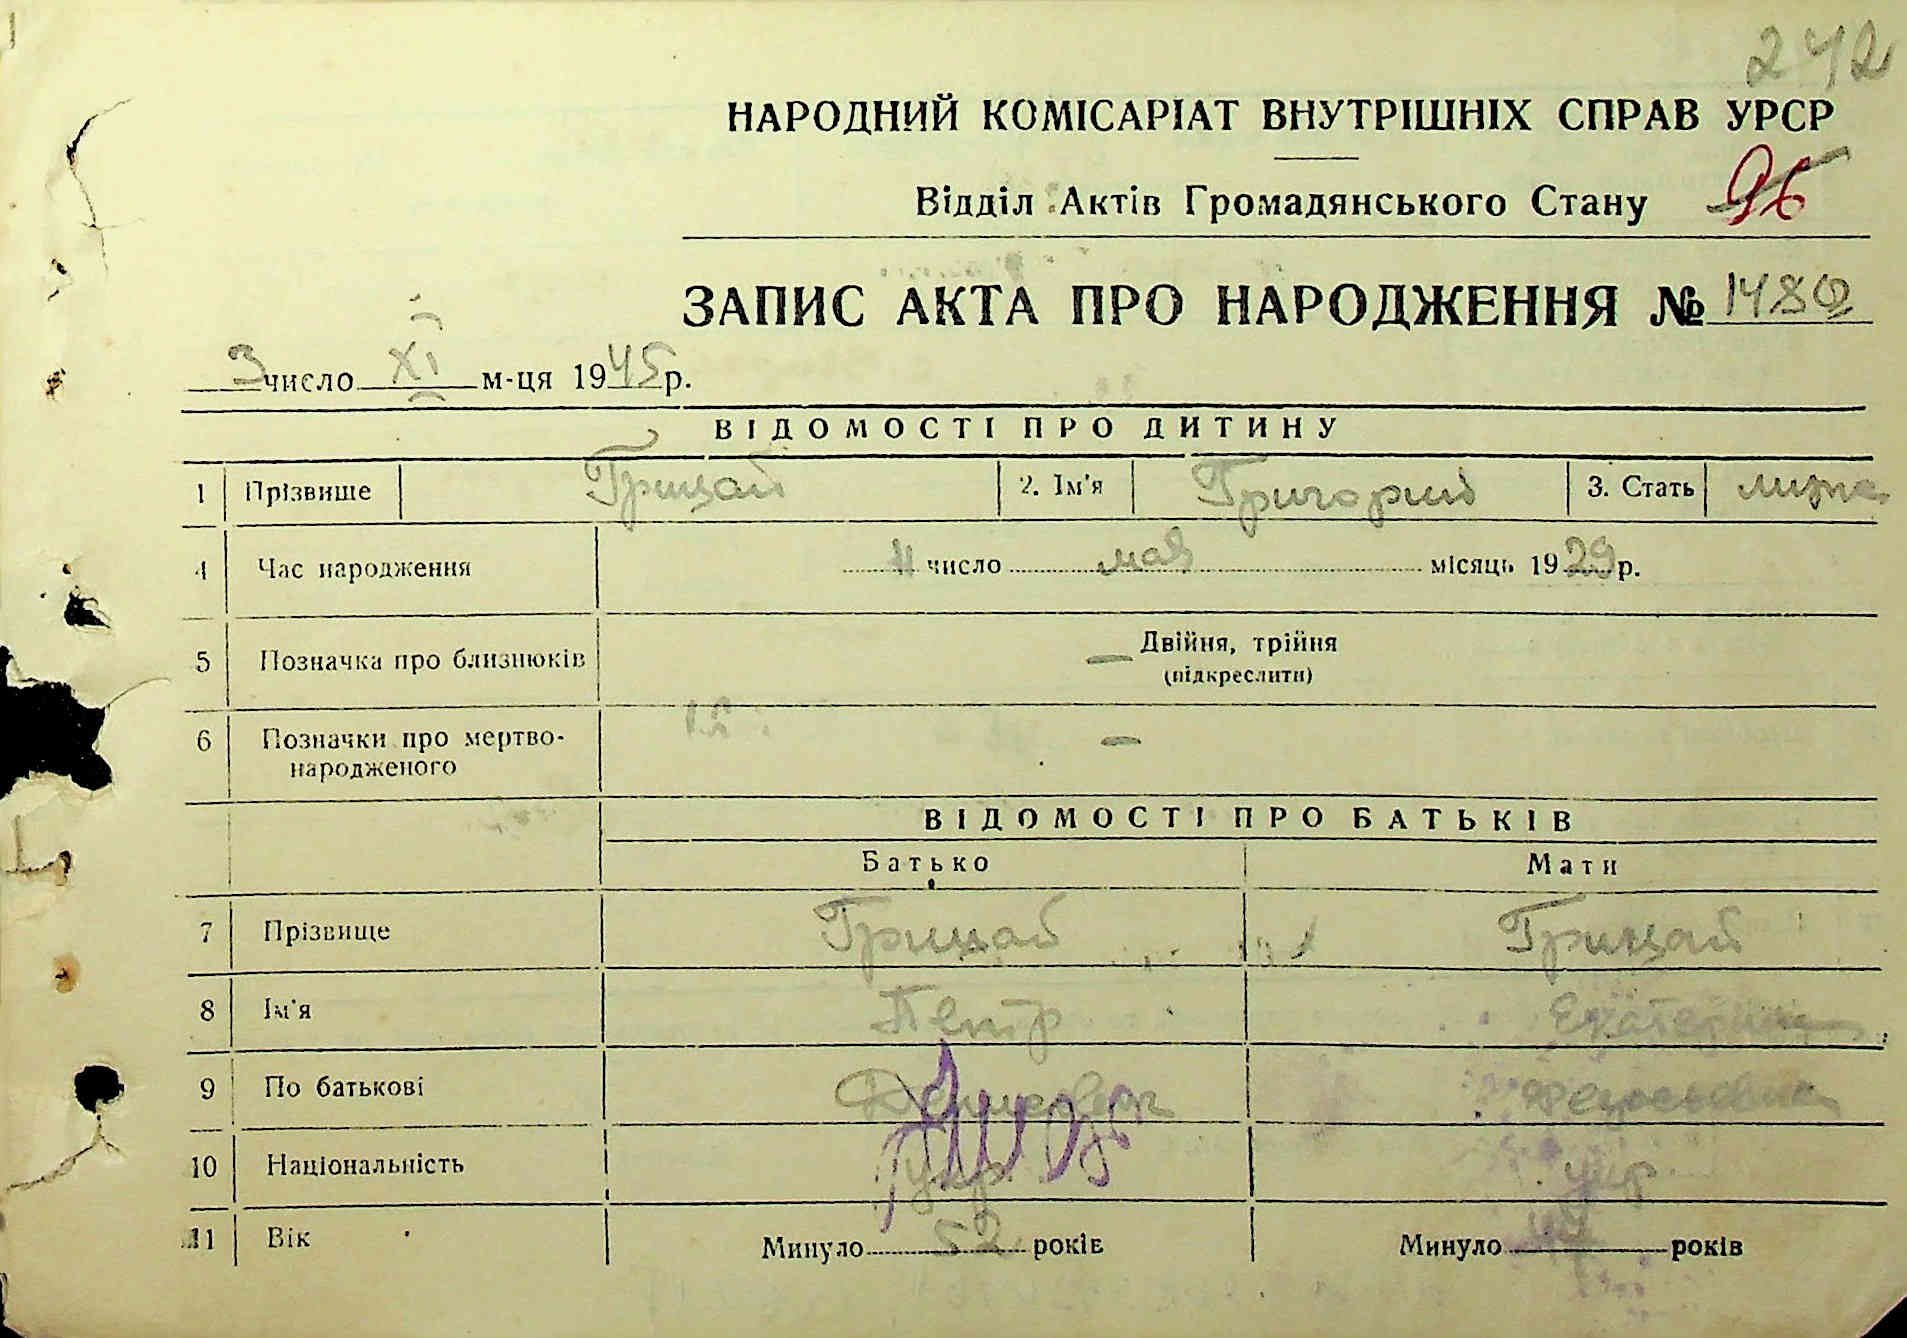 242
НАРОДНИЙ КОМІСАРІАТ ВНУТРІШНІХ СПРАВ УРСР
Відділ Актів Громадянського Стану 96
ЗАПИС АКТА ПРО НАРОДЖЕННЯ № 1480
3 число XI м-ця 1945 р.
ВІДОМОСТІ ПРО ДИТИНУ
1 Прізвище Грицай 2. Ім'я Григорий 3. Стать
4 Час народження 11 число мая місяць 1929 р.
5 Позначка про близнюків — Двійня, трійня
(підкреслити)
6 Позначки про мертво-
народженого —
ВІДОМОСТІ ПРО БАТЬКІВ
Батько Мати
7 Прізвище Грицай Грицай
8 Ім'я Петр Екатерина
9 По батькові Денисович
10 Національність укр укр
11 Вік Минуло 52 років Минуло років